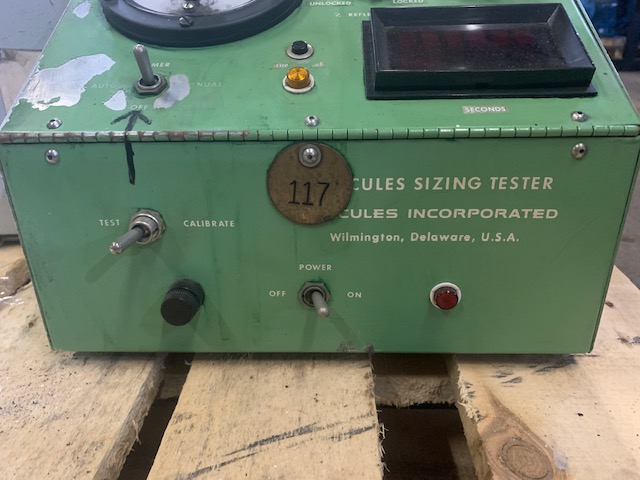 UNLOCKED LOCKED
% REFLE
MER
AUTO MANUAL
OFF
SECONDS
117
CULES SIZING TESTER
CULES INCORPORATED
Wilmington, Delaware, U.S.A.
TEST CALIBRATE
POWER
OFF ON